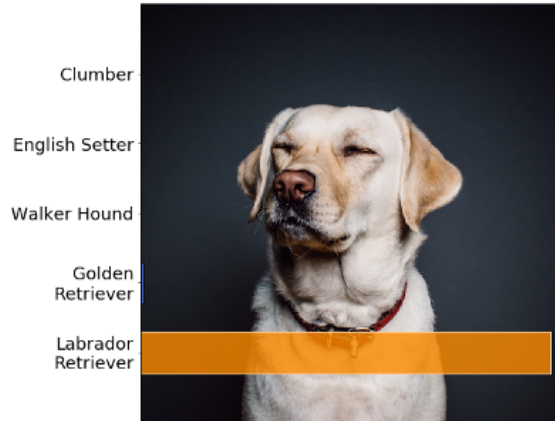 Clumber
English Setter
Walker Hound
Golden
Retriever
Labrador
Retriever